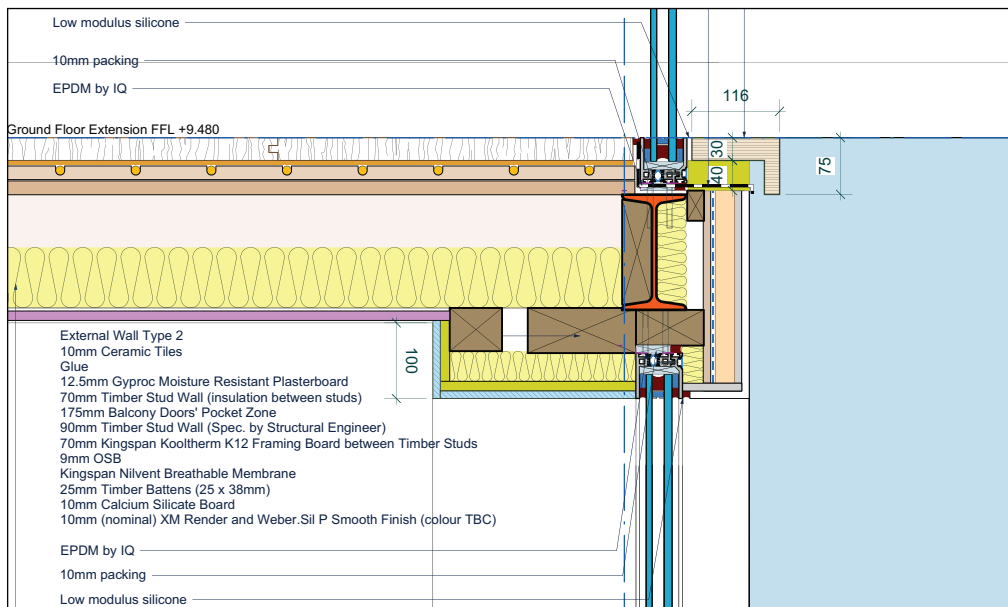 Low modulus silicone
10mm packing
EPDM by IQ
116
Ground Floor Extension FFL +9.480
30
40
75
100
External Wall Type 2
10mm Ceramic Tiles
Glue
12.5mm Gyproc Moisture Resistant Plasterboard
70mm Timber Stud Wall (insulation between studs)
175mm Balcony Doors' Pocket Zone
90mm Timber Stud Wall (Spec. by Structural Engineer)
70mm Kingspan Kooltherm K12 Framing Board between Timber Studs
9mm OSB
Kingspan Nilvent Breathable Membrane
25mm Timber Battens (25 x 38mm)
10mm Calcium Silicate Board
10mm (nominal) XM Render and Weber.Sil P Smooth Finish (colour TBC)
EPDM by IQ
10mm packing
Low modulus silicone